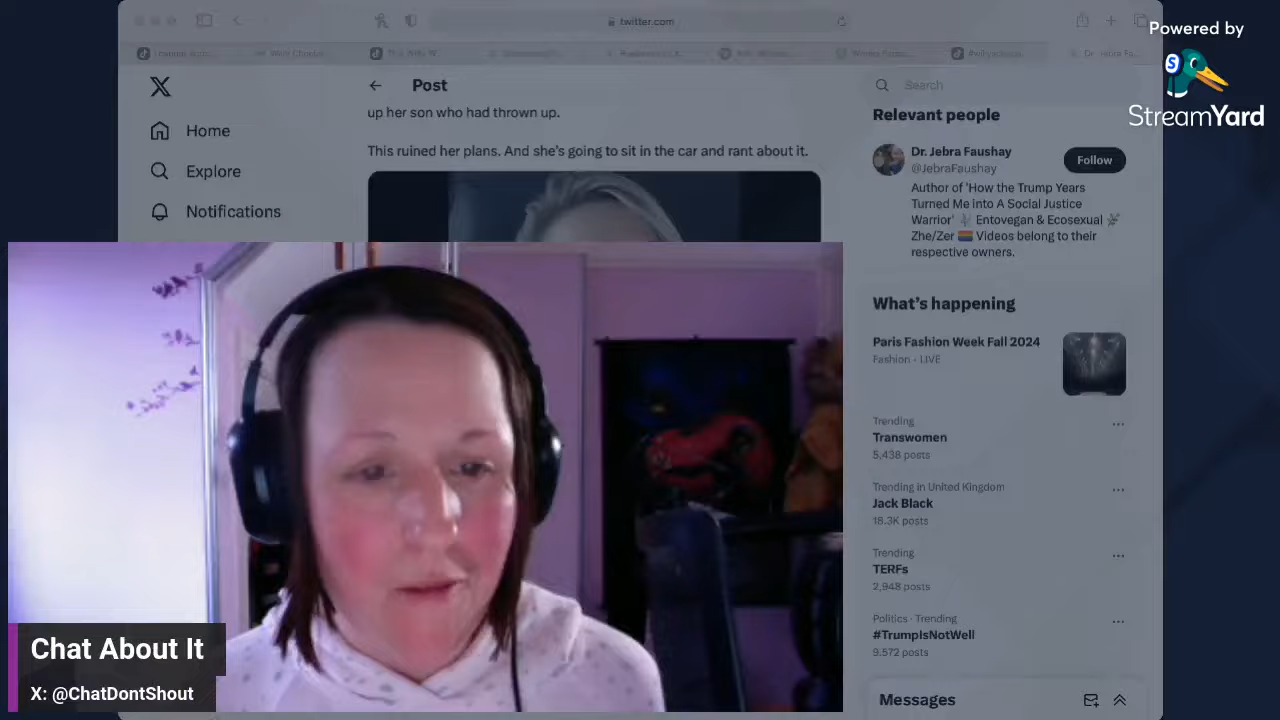 Powered by
StreamYard
twitter.com
Post
Search
up her son who had thrown up.
This ruined her plans. And she's going to sit in the car and rant about it.
Home
Explore
Notifications
Relevant people
Dr. Jebra Faushay
@JebraFaushay
Follow
Author of 'How the Trump Years
Turned Me into A Social Justice
Warrior' 🐇 Entovegan & Ecosexual 🌿
Zhe/Zer 🏳️‍🌈 Videos belong to their
respective owners.
What's happening
Paris Fashion Week Fall 2024
Fashion · LIVE
Trending
Transwomen
5,438 posts
Trending in United Kingdom
Jack Black
18.3K posts
Trending
TERFs
2,948 posts
Politics · Trending
#TrumpIsNotWell
9,572 posts
Messages
Chat About It
X: @ChatDontShout